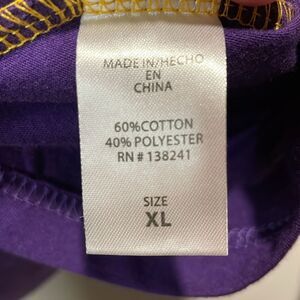 MADE IN/HECHO
EN
CHINA
60%COTTON
40% POLYESTER
RN # 138241
SIZE
XL